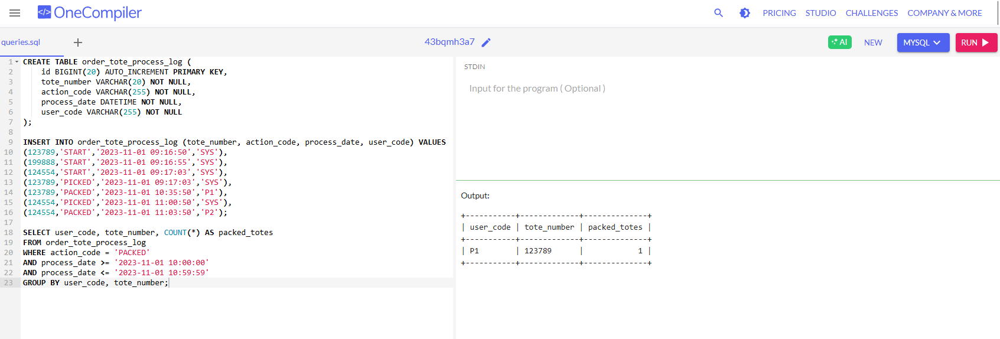 </> OneCompiler
PRICING STUDIO CHALLENGES COMPANY & MORE
queries.sql +
43bqmh3a7
AI NEW MYSQL RUN
1 CREATE TABLE order_tote_process_log (
2     id BIGINT(20) AUTO_INCREMENT PRIMARY KEY,
3     tote_number VARCHAR(20) NOT NULL,
4     action_code VARCHAR(255) NOT NULL,
5     process_date DATETIME NOT NULL,
6     user_code VARCHAR(255) NOT NULL
7 );
8
9 INSERT INTO order_tote_process_log (tote_number, action_code, process_date, user_code) VALUES
10 (123789,'START','2023-11-01 09:16:50','SYS'),
11 (199888,'START','2023-11-01 09:16:55','SYS'),
12 (124554,'START','2023-11-01 09:17:03','SYS'),
13 (123789,'PICKED','2023-11-01 09:17:03','SYS'),
14 (123789,'PACKED','2023-11-01 10:35:50','P1'),
15 (124554,'PICKED','2023-11-01 11:00:50','SYS'),
16 (124554,'PACKED','2023-11-01 11:03:50','P2');
17
18 SELECT user_code, tote_number, COUNT(*) AS packed_totes
19 FROM order_tote_process_log
20 WHERE action_code = 'PACKED'
21 AND process_date >= '2023-11-01 10:00:00'
22 AND process_date <= '2023-11-01 10:59:59'
23 GROUP BY user_code, tote_number;
STDIN
Input for the program ( Optional )
Output:
+-----------+-------------+--------------+
| user_code | tote_number | packed_totes |
+-----------+-------------+--------------+
| P1        | 123789      |            1 |
+-----------+-------------+--------------+